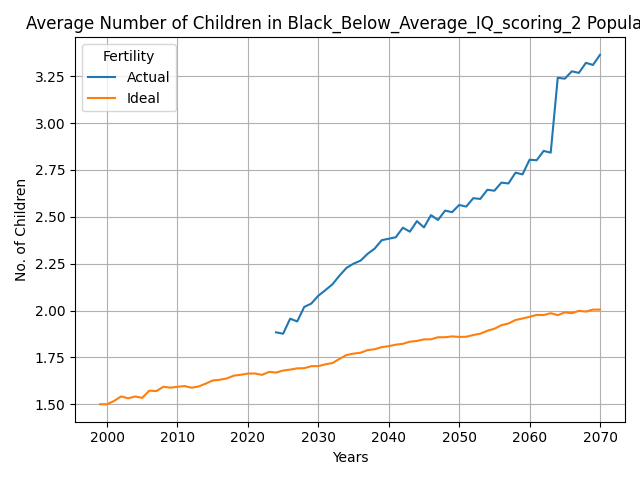 Average Number of Children in Black_Below_Average_IQ_scoring_2 Popula
Fertility
Actual
Ideal
3.25
3.00
2.75
2.50
2.25
2.00
1.75
1.50
No. of Children
2000 2010 2020 2030 2040 2050 2060 2070
Years